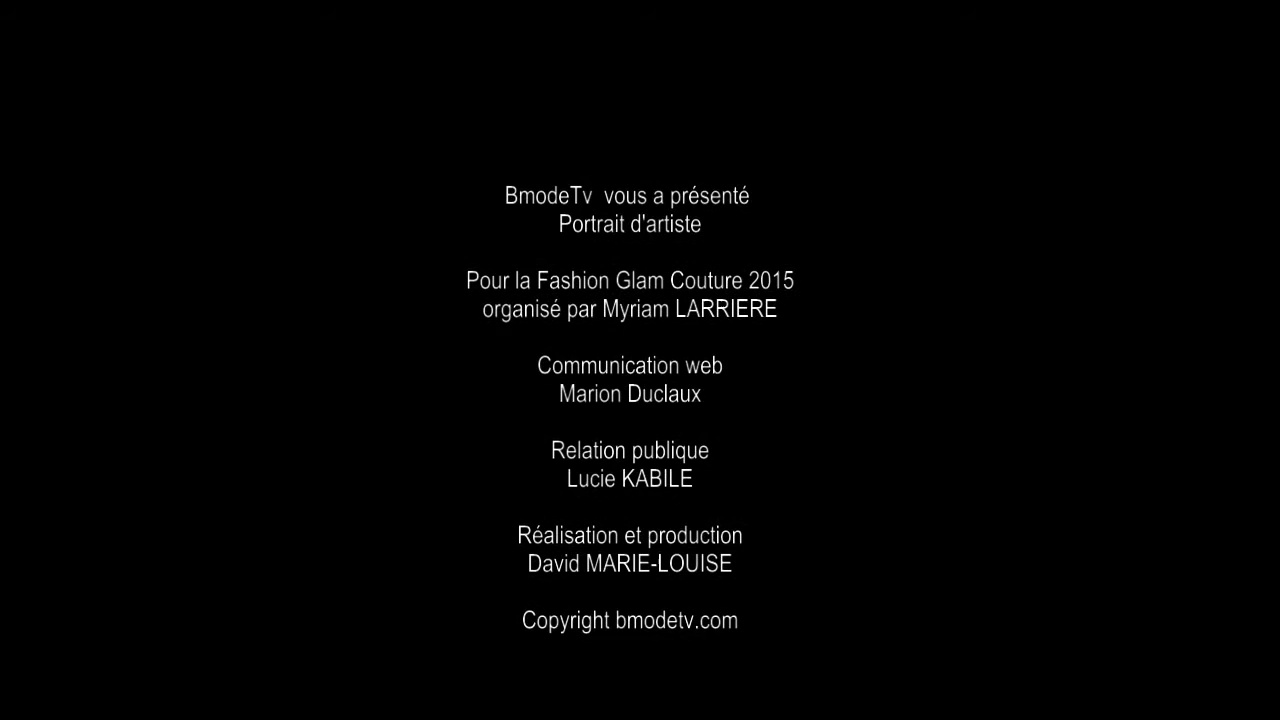 BmodeTv  vous a présenté
Portrait d'artiste
Pour la Fashion Glam Couture 2015
organisé par Myriam LARRIERE
Communication web
Marion Duclaux
Relation publique
Lucie KABILE
Réalisation et production
David MARIE-LOUISE
Copyright bmodetv.com